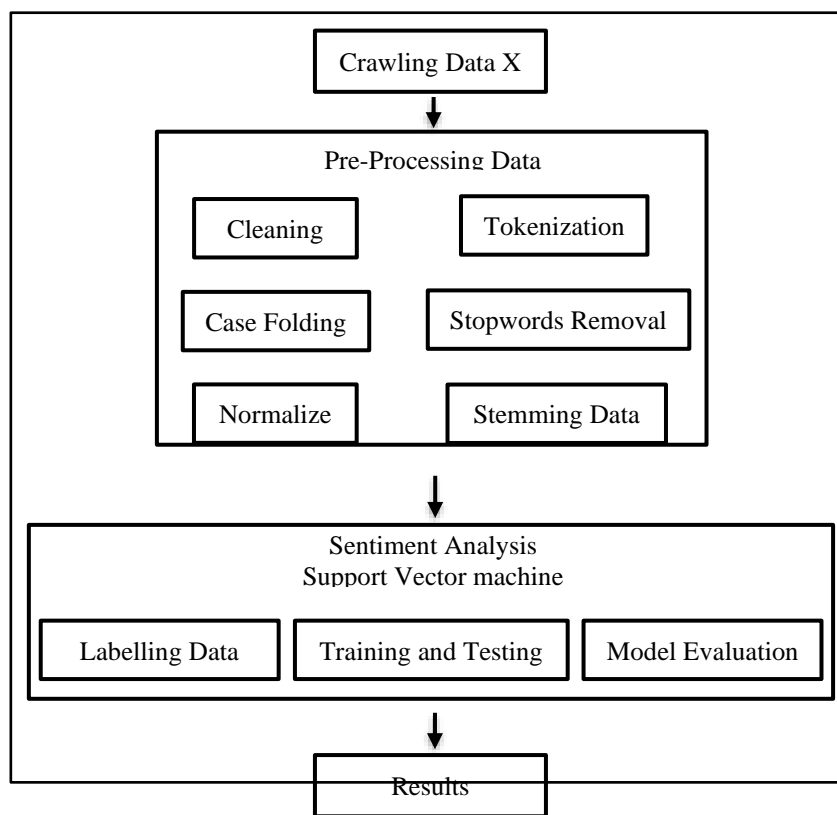 Crawling Data X
Pre-Processing Data
Cleaning
Tokenization
Case Folding
Stopwords Removal
Normalize
Stemming Data
Sentiment Analysis
Support Vector machine
Labelling Data
Training and Testing
Model Evaluation
Results